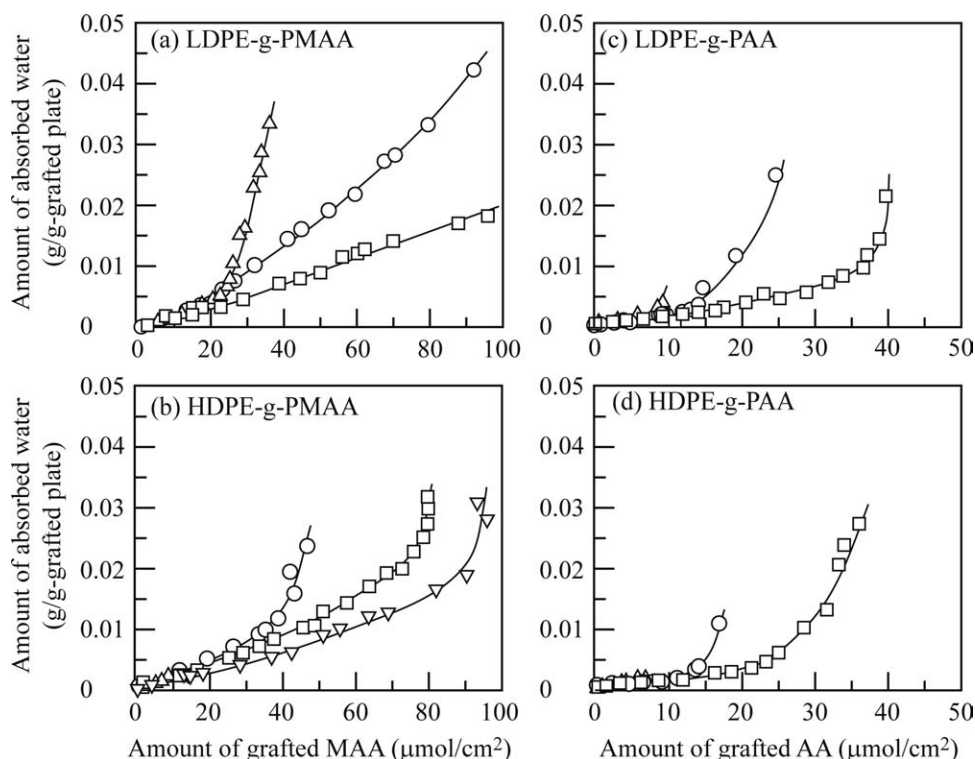 Amount of absorbed water
(g/g-grafted plate)
0.05
0.04
0.03
0.02
0.01
0
(a) LDPE-g-PMAA
0 20 40 60 80 100
0.05
0.04
0.03
0.02
0.01
0
(c) LDPE-g-PAA
0 10 20 30 40 50
Amount of absorbed water
(g/g-grafted plate)
0.05
0.04
0.03
0.02
0.01
0.00
(b) HDPE-g-PMAA
0 20 40 60 80 100
Amount of grafted MAA (μmol/cm²)
0.05
0.04
0.03
0.02
0.01
0.00
(d) HDPE-g-PAA
0 10 20 30 40 50
Amount of grafted AA (μmol/cm²)